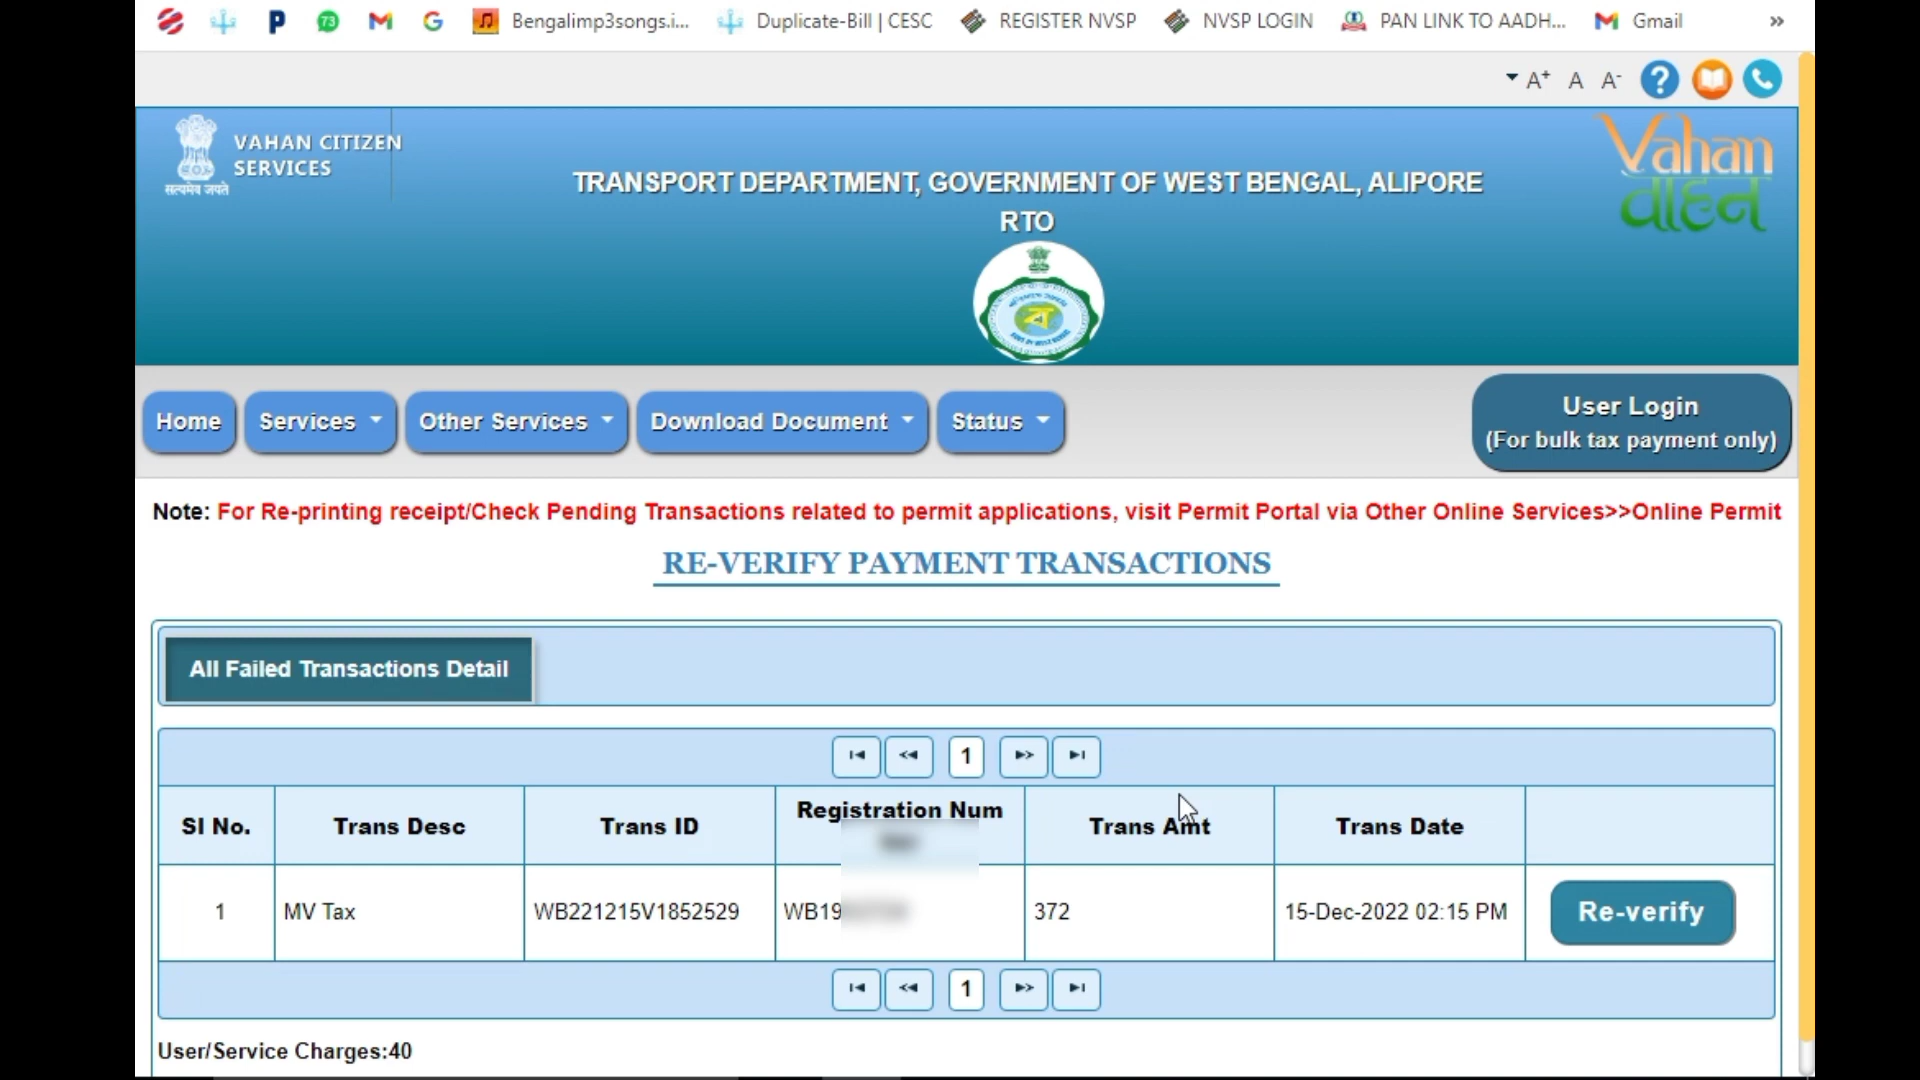 73 Bengalimp3songs.i... Duplicate-Bill | CESC REGISTER NVSP NVSP LOGIN PAN LINK TO AADH... Gmail »
A+ A A- ?
VAHAN CITIZEN
SERVICES
सत्यमेव जयते
TRANSPORT DEPARTMENT, GOVERNMENT OF WEST BENGAL, ALIPORE
RTO
Vahan
वाहन
Home Services Other Services Download Document Status
User Login
(For bulk tax payment only)
Note: For Re-printing receipt/Check Pending Transactions related to permit applications, visit Permit Portal via Other Online Services>>Online Permit
RE-VERIFY PAYMENT TRANSACTIONS
All Failed Transactions Detail
1
Sl No. Trans Desc Trans ID Registration Num Trans Amt Trans Date
1 MV Tax WB221215V1852529 WB19 372 15-Dec-2022 02:15 PM Re-verify
1
User/Service Charges:40